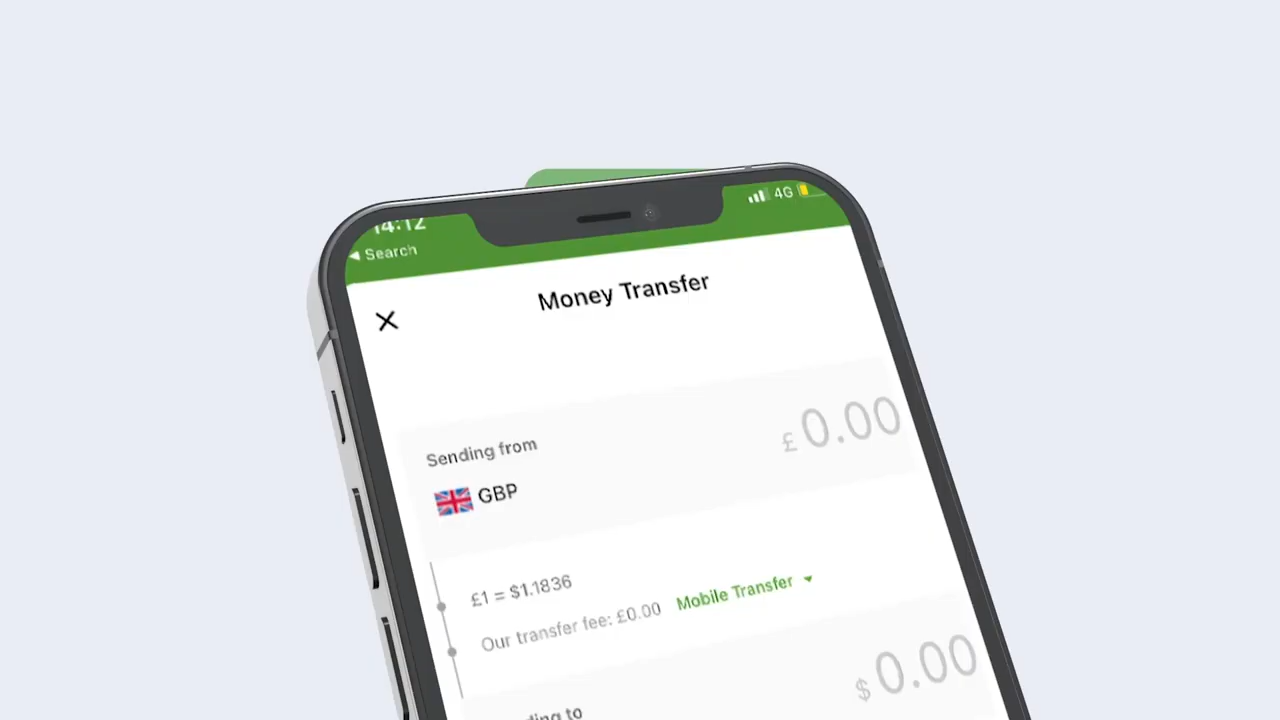 14:12
4G
◀ Search
Money Transfer
Sending from
£ 0.00
GBP
£1 = $1.1836
Our transfer fee: £0.00 Mobile Transfer
$ 0.00
to